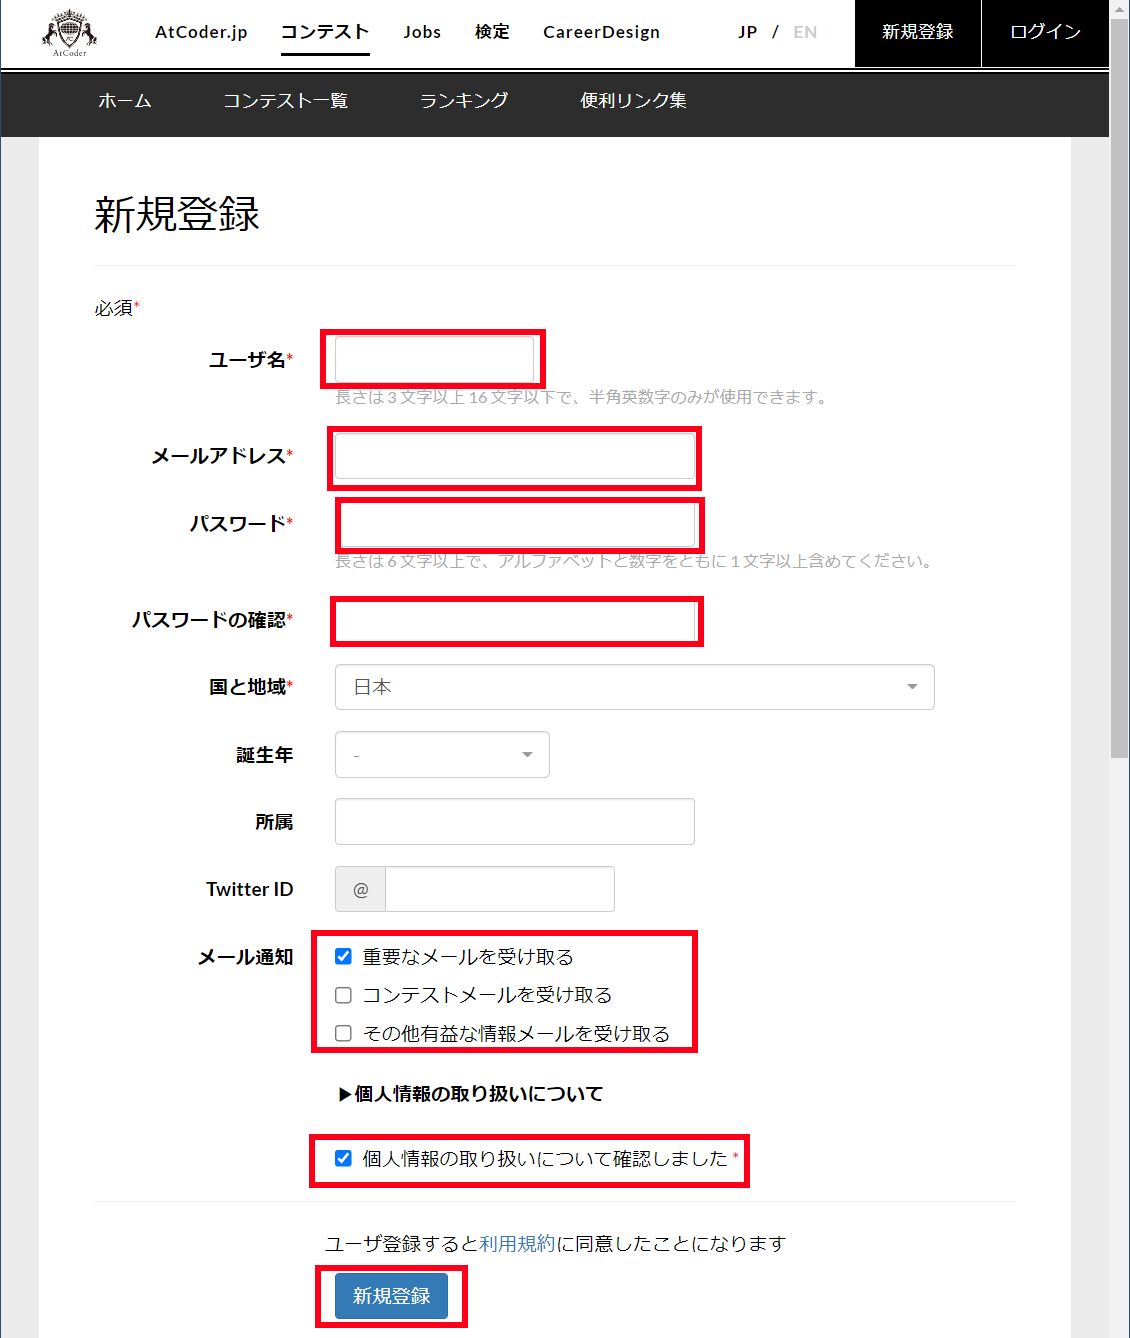 AtCoder
AtCoder.jp コンテスト Jobs 検定 CareerDesign JP / EN 新規登録 ログイン
ホーム コンテスト一覧 ランキング 便利リンク集
新規登録
必須*
ユーザ名*
長さは 3 文字以上 16 文字以下で、半角英数字のみが使用できます。
メールアドレス*
パスワード*
長さは 6 文字以上で、アルファベットと数字をともに 1 文字以上含めてください。
パスワードの確認*
国と地域* 日本
誕生年 -
所属
Twitter ID @
メール通知 重要なメールを受け取る
コンテストメールを受け取る
その他有益な情報メールを受け取る
▶個人情報の取り扱いについて
個人情報の取り扱いについて確認しました *
ユーザ登録すると利用規約に同意したことになります
新規登録